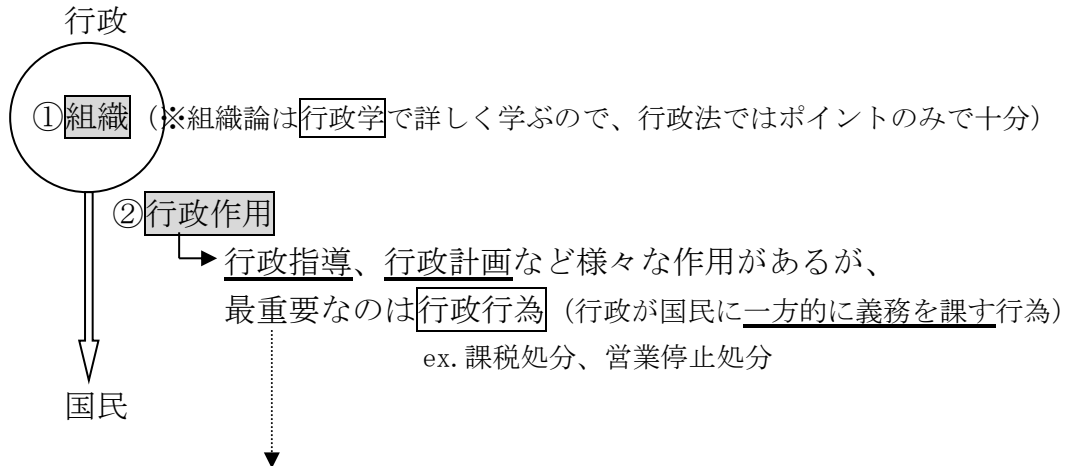 行政
①組織(※組織論は行政学で詳しく学ぶので、行政法ではポイントのみで十分)
②行政作用
行政指導、行政計画など様々な作用があるが、
最重要なのは行政行為(行政が国民に一方的に義務を課す行為)
ex.課税処分、営業停止処分
国民